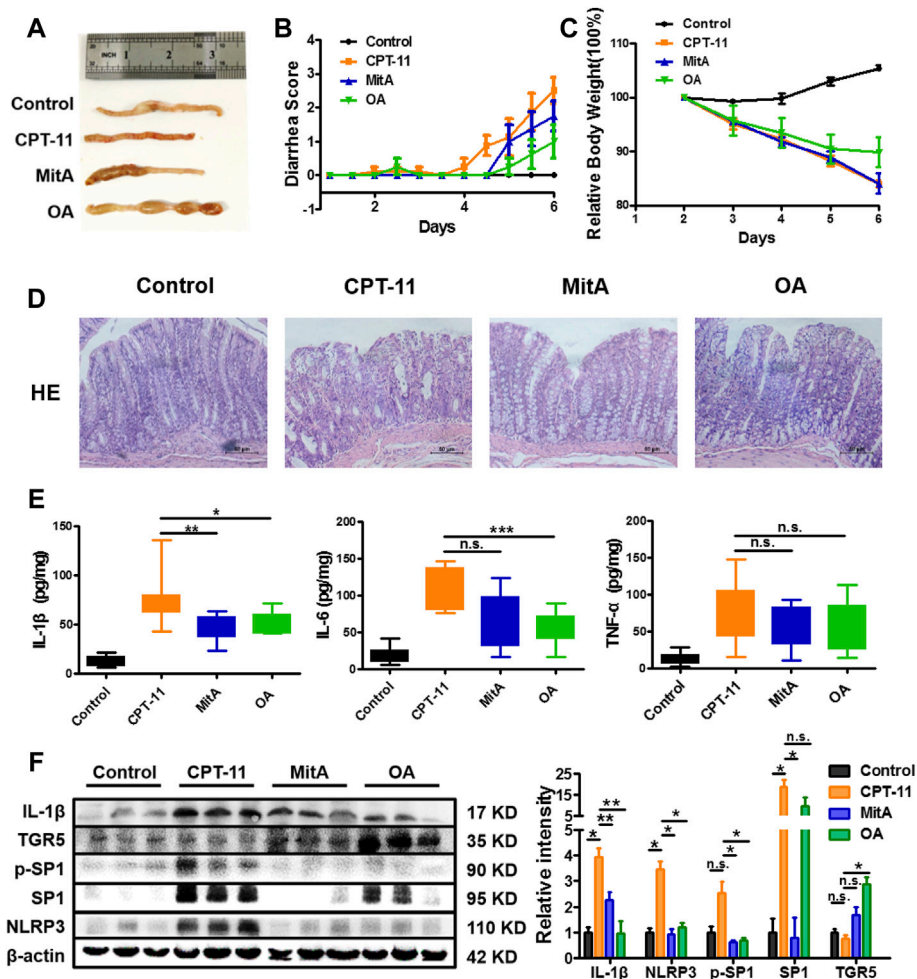 A
INCH 1 2 3
Control
CPT-11
MitA
OA
B
Control
CPT-11
MitA
OA
Diarrhea Score
4
3
2
1
0
-1
2 4 6
Days
C
Control
CPT-11
MitA
OA
Relative Body Weight(100%)
110
100
90
80
1 2 3 4 5 6
Days
D
Control CPT-11 MitA OA
HE
E
IL-1β (pg/mg)
150
100
50
0
*
**
Control CPT-11 MitA OA
IL-6 (pg/mg)
200
150
100
50
0
***
n.s.
Control CPT-11 MitA OA
TNF-α (pg/mg)
200
150
100
50
0
n.s.
n.s.
Control CPT-11 MitA OA
F
Control CPT-11 MitA OA
IL-1β 17 KD
TGR5 35 KD
p-SP1 90 KD
SP1 95 KD
NLRP3 110 KD
β-actin 42 KD
Relative intensity
25
15
5
4
3
2
1
0
* ** **
* * *
n.s. * *
* * n.s.
n.s. n.s. *
Control
CPT-11
MitA
OA
IL-1β NLRP3 p-SP1 SP1 TGR5